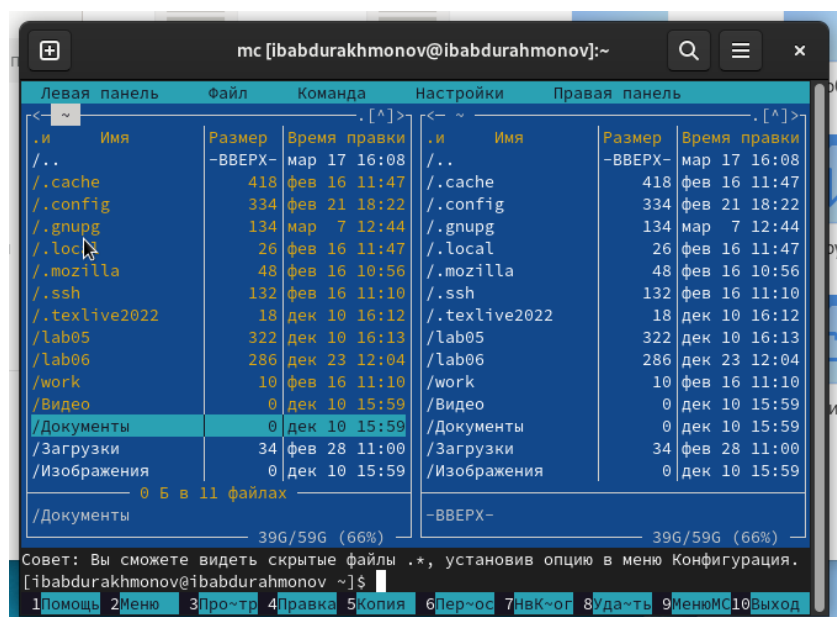 mc [ibabdurakhmonov@ibabdurahmonov]:~
Левая панель Файл Команда Настройки Правая панель
<— ~ .[^]> <— ~ .[^]>
.и Имя Размер Время правки .и Имя Размер Время правки
/.. -ВВЕРХ- мар 17 16:08 /.. -ВВЕРХ- мар 17 16:08
/.cache 418 фев 16 11:47 /.cache 418 фев 16 11:47
/.config 334 фев 21 18:22 /.config 334 фев 21 18:22
/.gnupg 134 мар 7 12:44 /.gnupg 134 мар 7 12:44
/.local 26 фев 16 11:47 /.local 26 фев 16 11:47
/.mozilla 48 фев 16 10:56 /.mozilla 48 фев 16 10:56
/.ssh 132 фев 16 11:10 /.ssh 132 фев 16 11:10
/.texlive2022 18 дек 10 16:12 /.texlive2022 18 дек 10 16:12
/lab05 322 дек 10 16:13 /lab05 322 дек 10 16:13
/lab06 286 дек 23 12:04 /lab06 286 дек 23 12:04
/work 10 фев 16 11:10 /work 10 фев 16 11:10
/Видео 0 дек 10 15:59 /Видео 0 дек 10 15:59
/Документы 0 дек 10 15:59 /Документы 0 дек 10 15:59
/Загрузки 34 фев 28 11:00 /Загрузки 34 фев 28 11:00
/Изображения 0 дек 10 15:59 /Изображения 0 дек 10 15:59
0 Б в 11 файлах
/Документы -ВВЕРХ-
39G/59G (66%) 39G/59G (66%)
Совет: Вы сможете видеть скрытые файлы .*, установив опцию в меню Конфигурация.
[ibabdurakhmonov@ibabdurahmonov ~]$
1Помощь 2Меню 3Про~тр 4Правка 5Копия 6Пер~ос 7НвК~ог 8Уда~ть 9МенюMC 10Выход